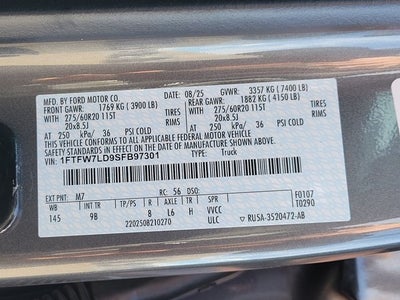 MFD. BY FORD MOTOR CO. 08/25 GVWR: 3357 KG ( 7400 LB)
FRONT GAWR: 1769 KG ( 3900 LB) REAR GAWR: 1882 KG ( 4150 LB)
WITH 275/60R20 115T WITH 275/60R20 115T
20x8.5J TIRES RIMS 20x8.5J TIRES RIMS
AT 250 kPa/ 36 PSI COLD AT 250 kPa/ 36 PSI COLD
THIS VEHICLE CONFORMS TO ALL APPLICABLE FEDERAL MOTOR VEHICLE
SAFETY STANDARDS IN EFFECT ON THE DATE OF MANUFACTURE SHOWN ABOVE.
VIN: 1FTFW7LD9SFB97301 TYPE: Truck
EXT PNT: M7 RC: 56 DSO: F0107
WB INT TR TP/PS R AXLE TR SPR T0290
145 9B 8 L6 H VVCC
2202508210270 ULC ▽ RU5A-3520472-AB